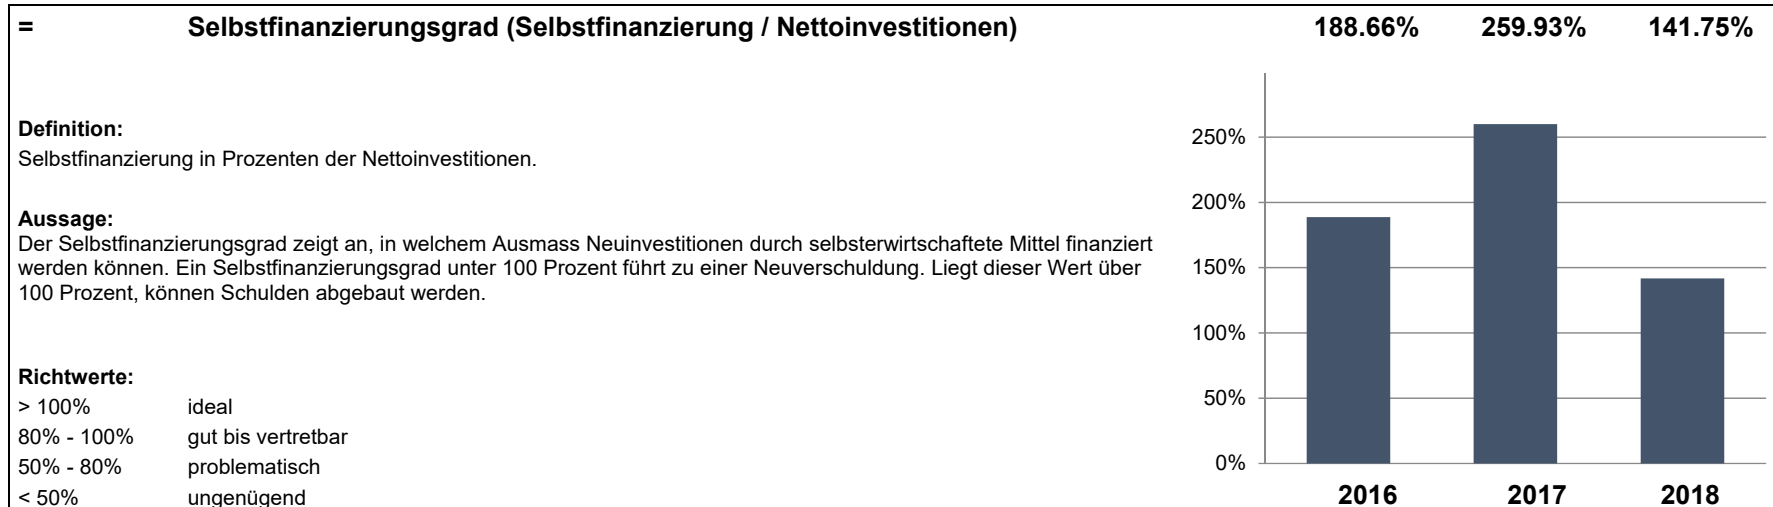 = Selbstfinanzierungsgrad (Selbstfinanzierung / Nettoinvestitionen) 188.66% 259.93% 141.75%
Definition:
Selbstfinanzierung in Prozenten der Nettoinvestitionen.
Aussage:
Der Selbstfinanzierungsgrad zeigt an, in welchem Ausmass Neuinvestitionen durch selbsterwirtschaftete Mittel finanziert
werden können. Ein Selbstfinanzierungsgrad unter 100 Prozent führt zu einer Neuverschuldung. Liegt dieser Wert über
100 Prozent, können Schulden abgebaut werden.
Richtwerte:
> 100% ideal
80% - 100% gut bis vertretbar
50% - 80% problematisch
< 50% ungenügend
250%
200%
150%
100%
50%
0%
2016 2017 2018